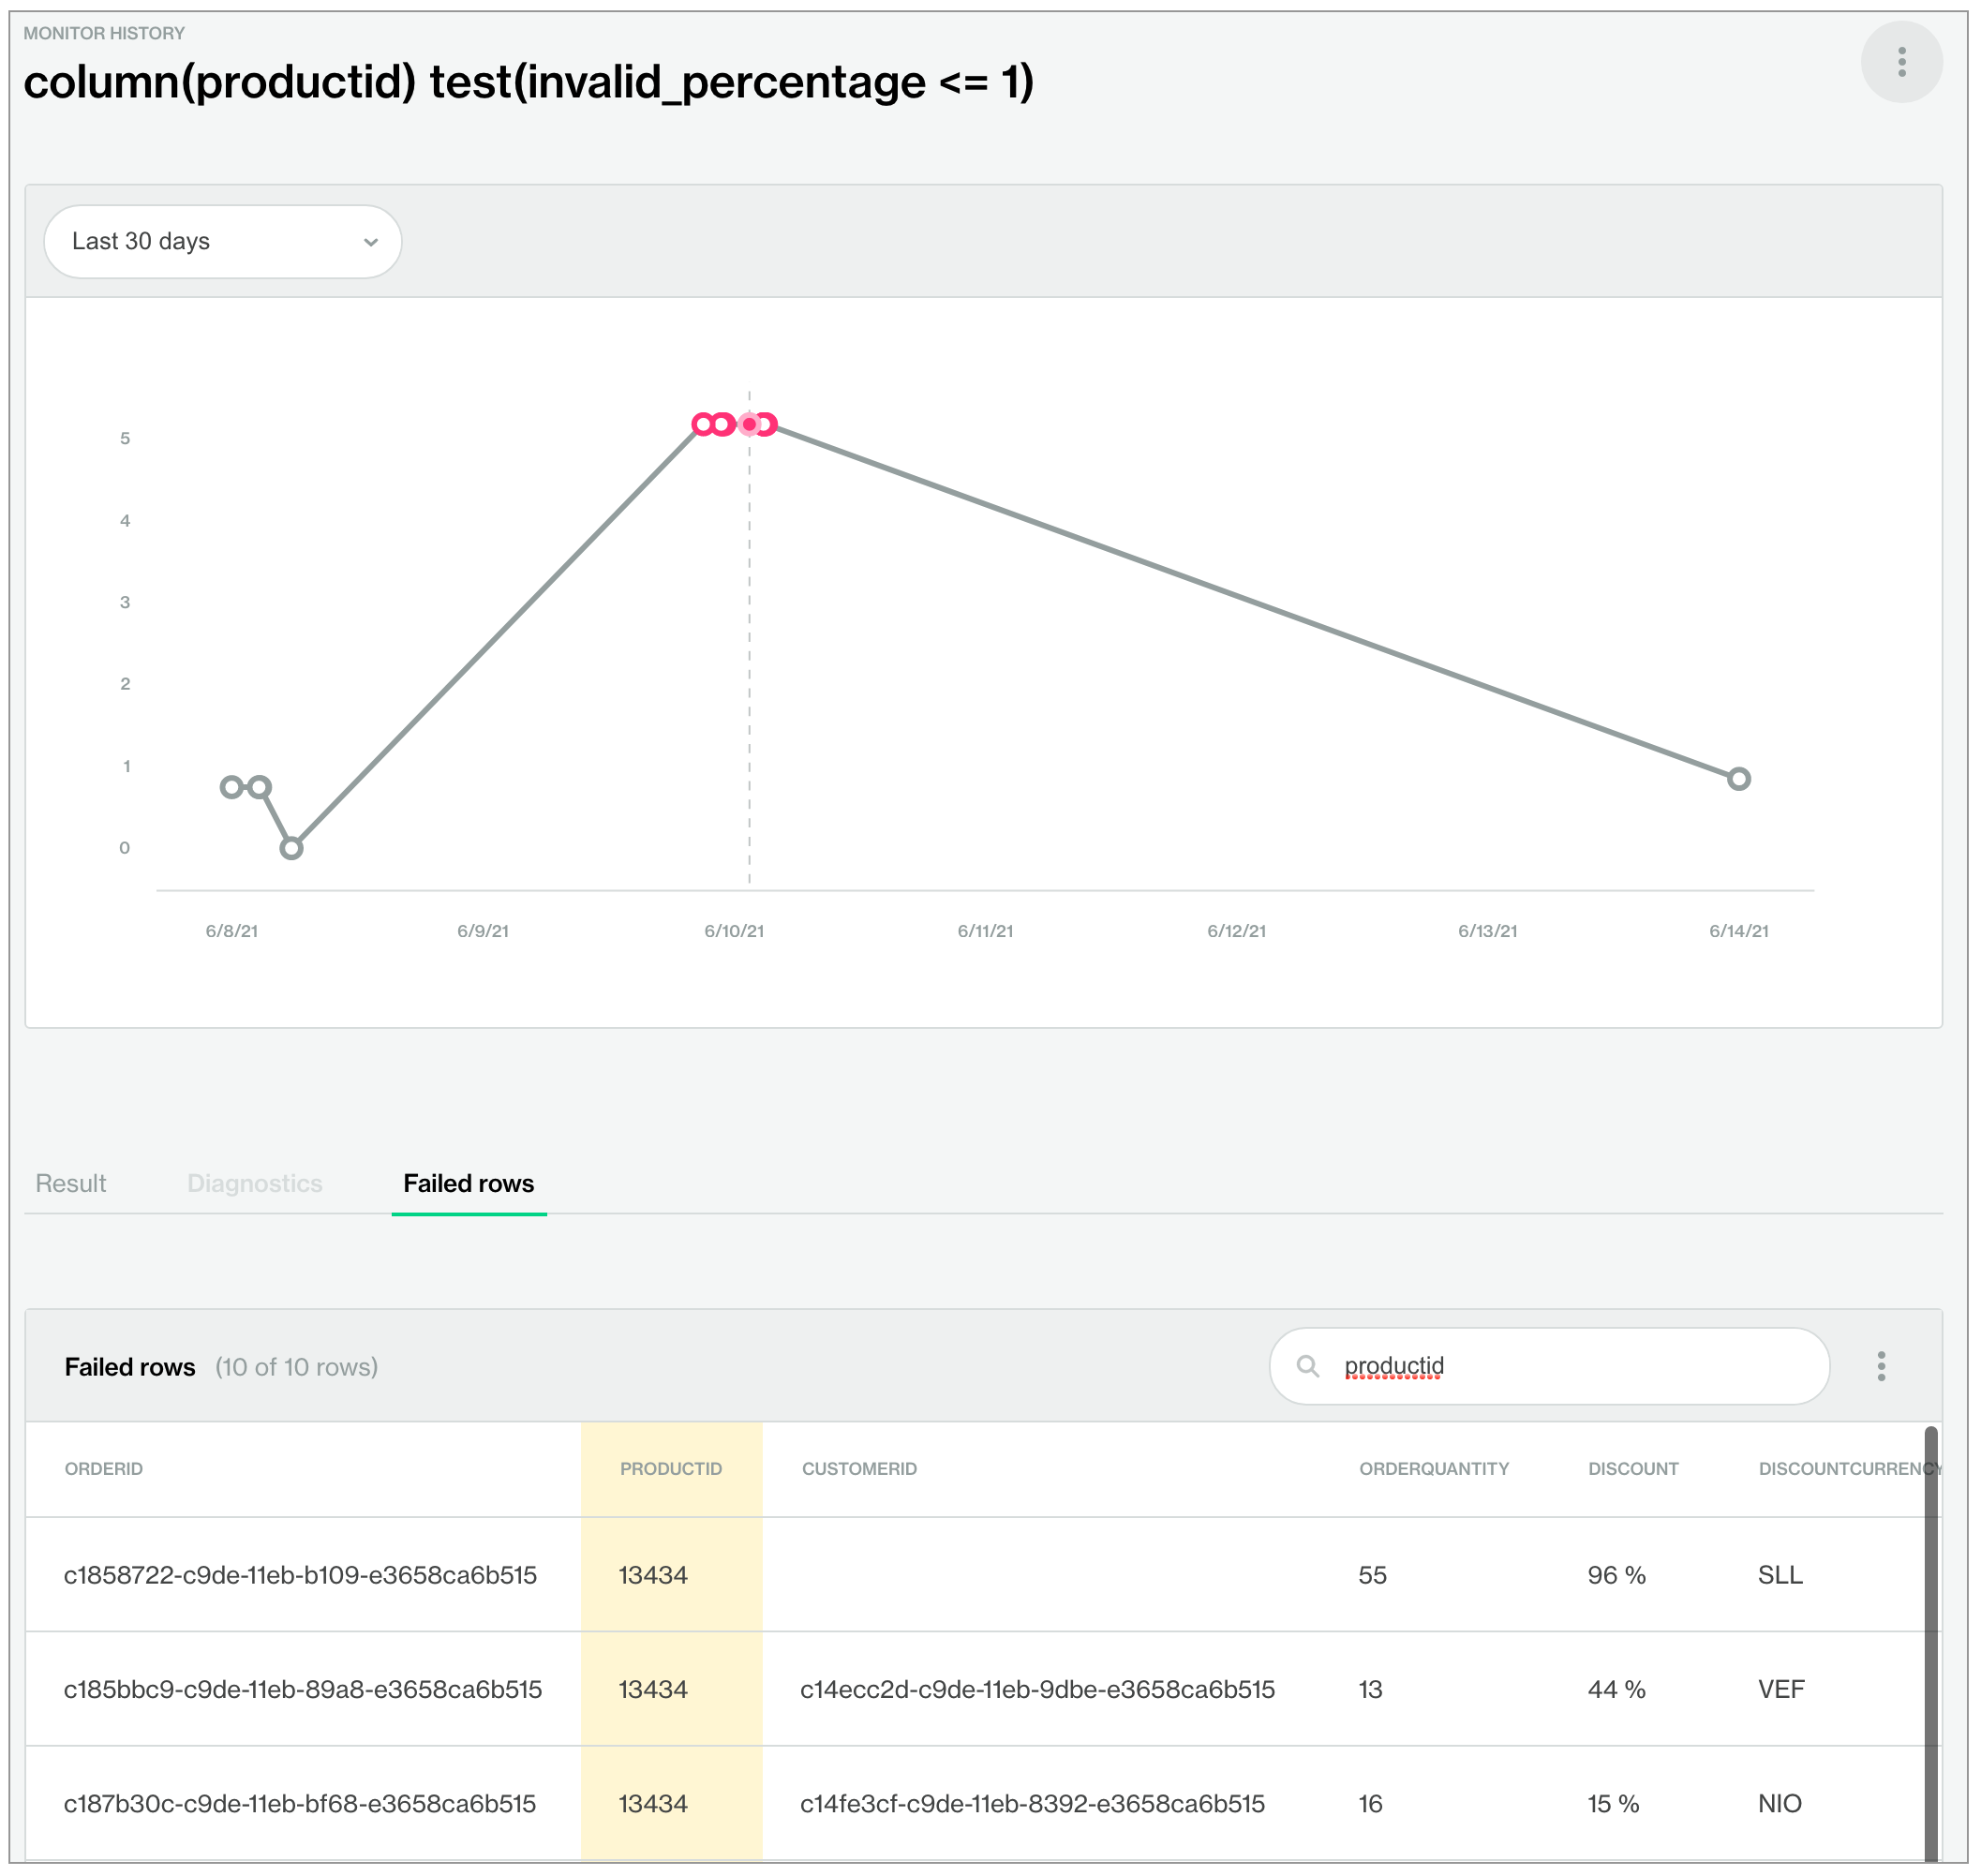 MONITOR HISTORY
column(productid) test(invalid_percentage <= 1)
Last 30 days
5
4
3
2
1
0
6/8/21 6/9/21 6/10/21 6/11/21 6/12/21 6/13/21 6/14/21
Result Diagnostics Failed rows
Failed rows (10 of 10 rows) productid
ORDERID PRODUCTID CUSTOMERID ORDERQUANTITY DISCOUNT DISCOUNTCURRENCY
c1858722-c9de-11eb-b109-e3658ca6b515 13434 55 96 % SLL
c185bbc9-c9de-11eb-89a8-e3658ca6b515 13434 c14ecc2d-c9de-11eb-9dbe-e3658ca6b515 13 44 % VEF
c187b30c-c9de-11eb-bf68-e3658ca6b515 13434 c14fe3cf-c9de-11eb-8392-e3658ca6b515 16 15 % NIO